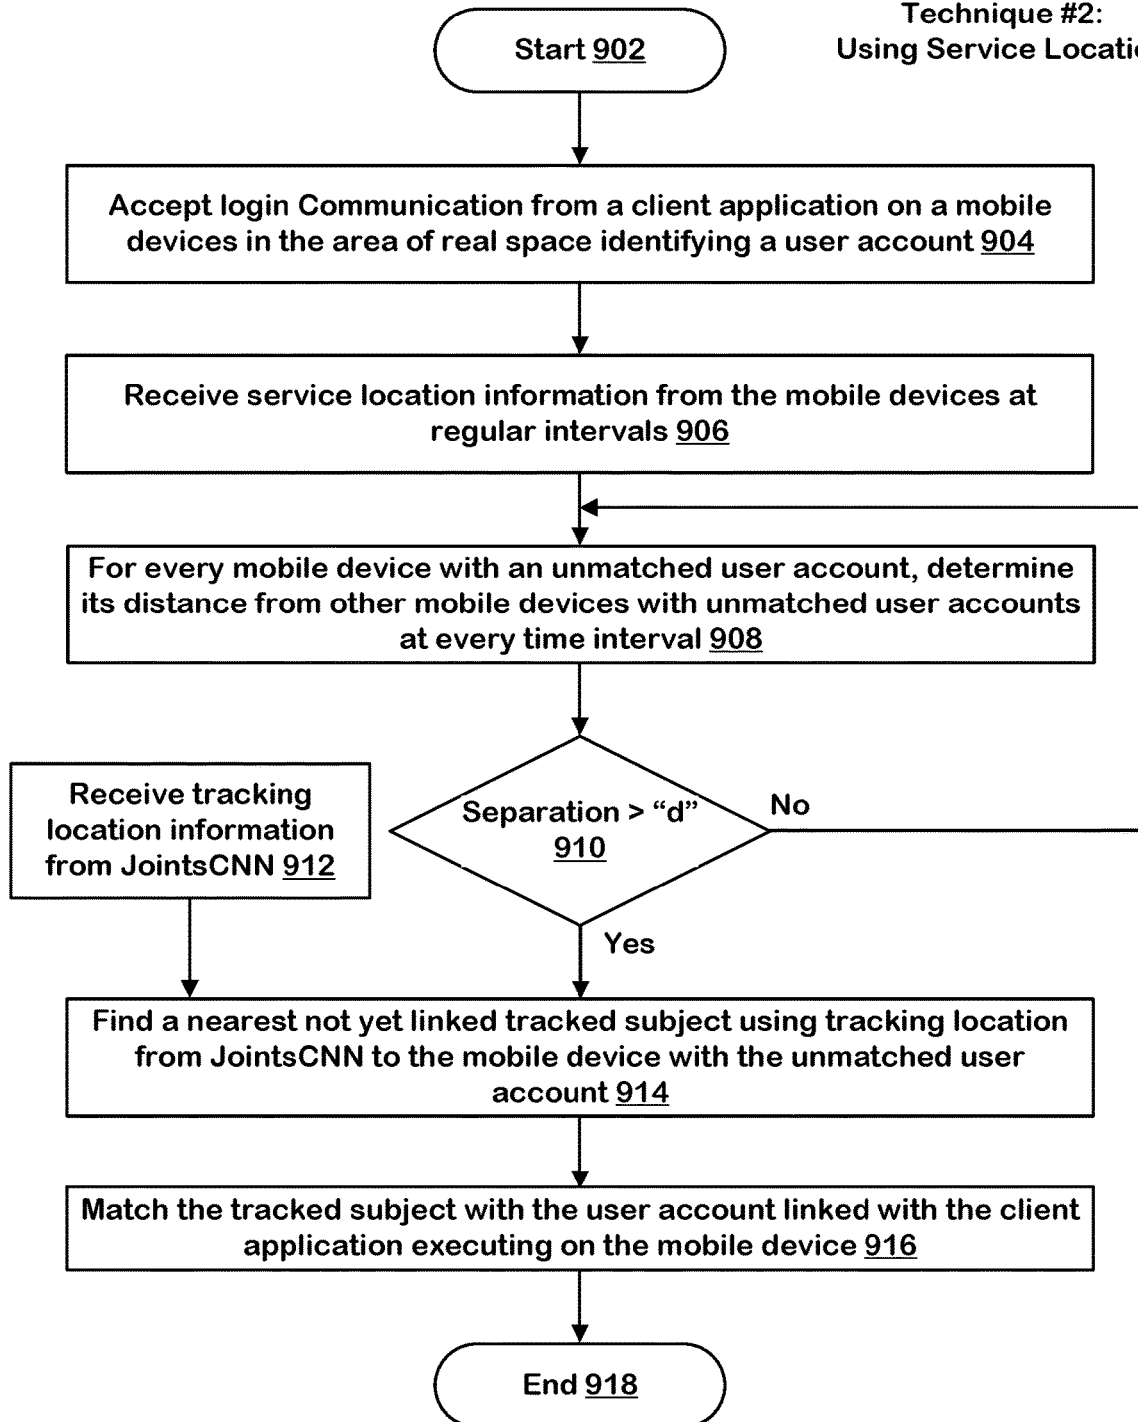 Technique #2:
Using Service Locatio
Start 902
Accept login Communication from a client application on a mobile
devices in the area of real space identifying a user account 904
Receive service location information from the mobile devices at
regular intervals 906
For every mobile device with an unmatched user account, determine
its distance from other mobile devices with unmatched user accounts
at every time interval 908
Receive tracking
location information
from JointsCNN 912
Separation > “d”
910
No
Yes
Find a nearest not yet linked tracked subject using tracking location
from JointsCNN to the mobile device with the unmatched user
account 914
Match the tracked subject with the user account linked with the client
application executing on the mobile device 916
End 918